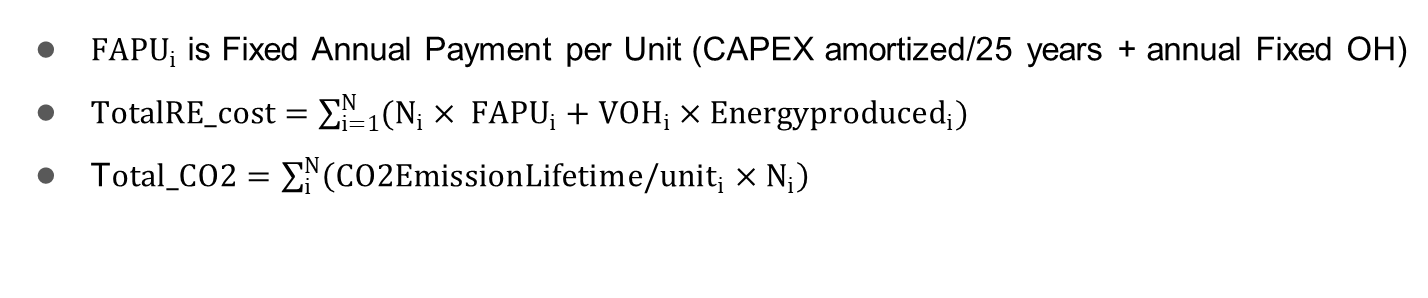 ● FAPUᵢ is Fixed Annual Payment per Unit (CAPEX amortized/25 years + annual Fixed OH)
● TotalRE_cost = ∑ᵢ₌₁ᴺ(Nᵢ × FAPUᵢ + VOHᵢ × Energyproducedᵢ)
● Total_CO2 = ∑ᵢᴺ(CO2EmissionLifetime/unitᵢ × Nᵢ)